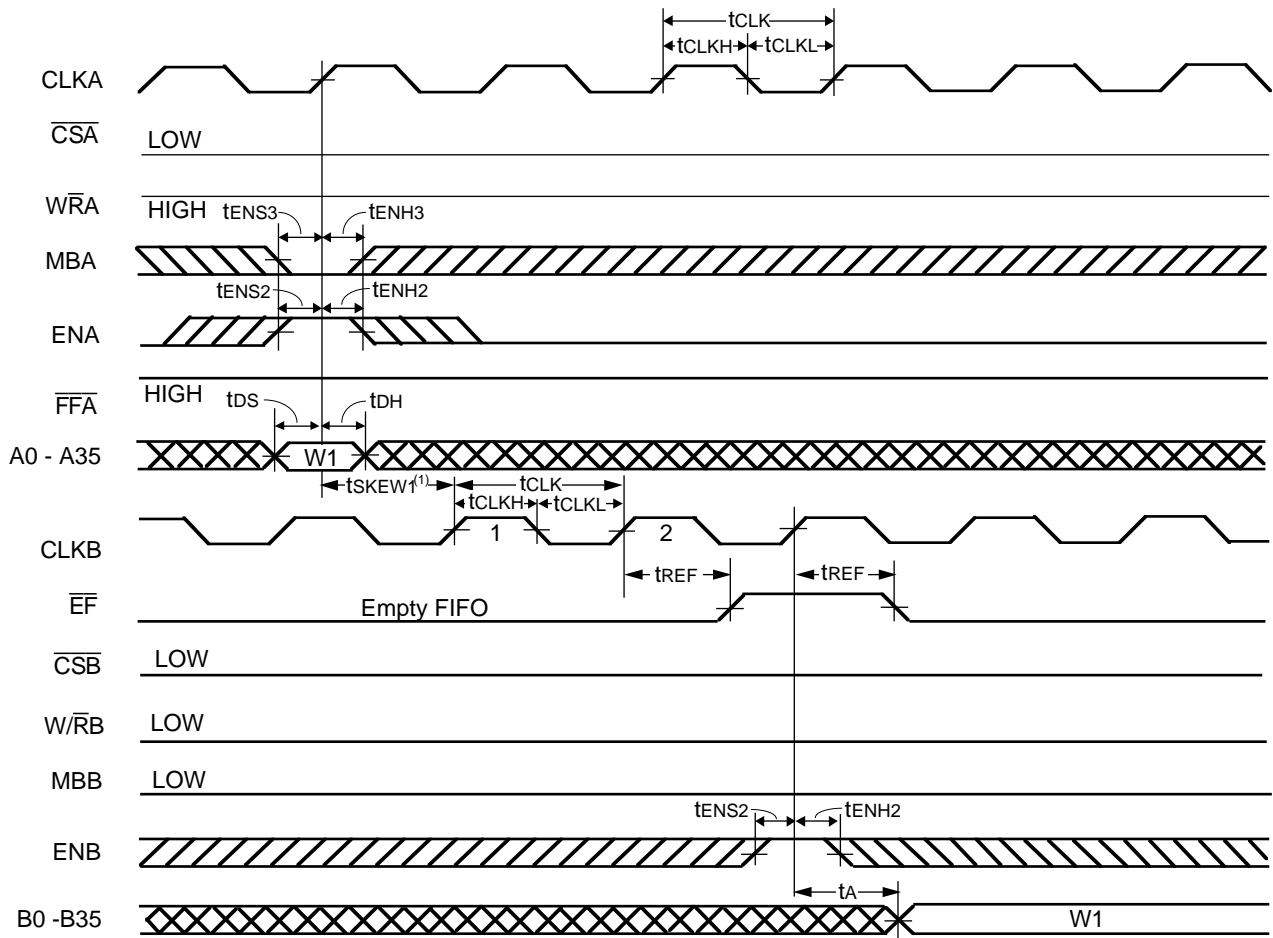 tCLK
tCLKH tCLKL
CLKA
CSA LOW
WRA HIGH
tENS3 tENH3
MBA
tENS2 tENH2
ENA
FFA HIGH
tDS tDH
A0 - A35 W1
tSKEW1(1) tCLK
tCLKH tCLKL
CLKB 1 2
tREF tREF
EF Empty FIFO
CSB LOW
W/RB LOW
MBB LOW
tENS2 tENH2
ENB
tA
B0 -B35 W1